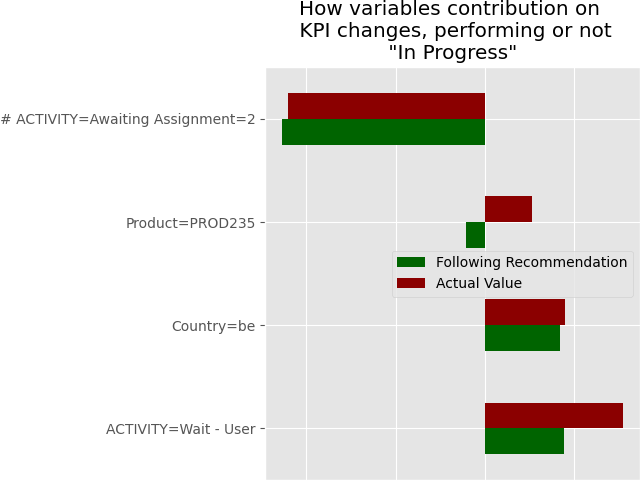 How variables contribution on
KPI changes, performing or not
"In Progress"
# ACTIVITY=Awaiting Assignment=2
Product=PROD235
Following Recommendation
Actual Value
Country=be
ACTIVITY=Wait - User